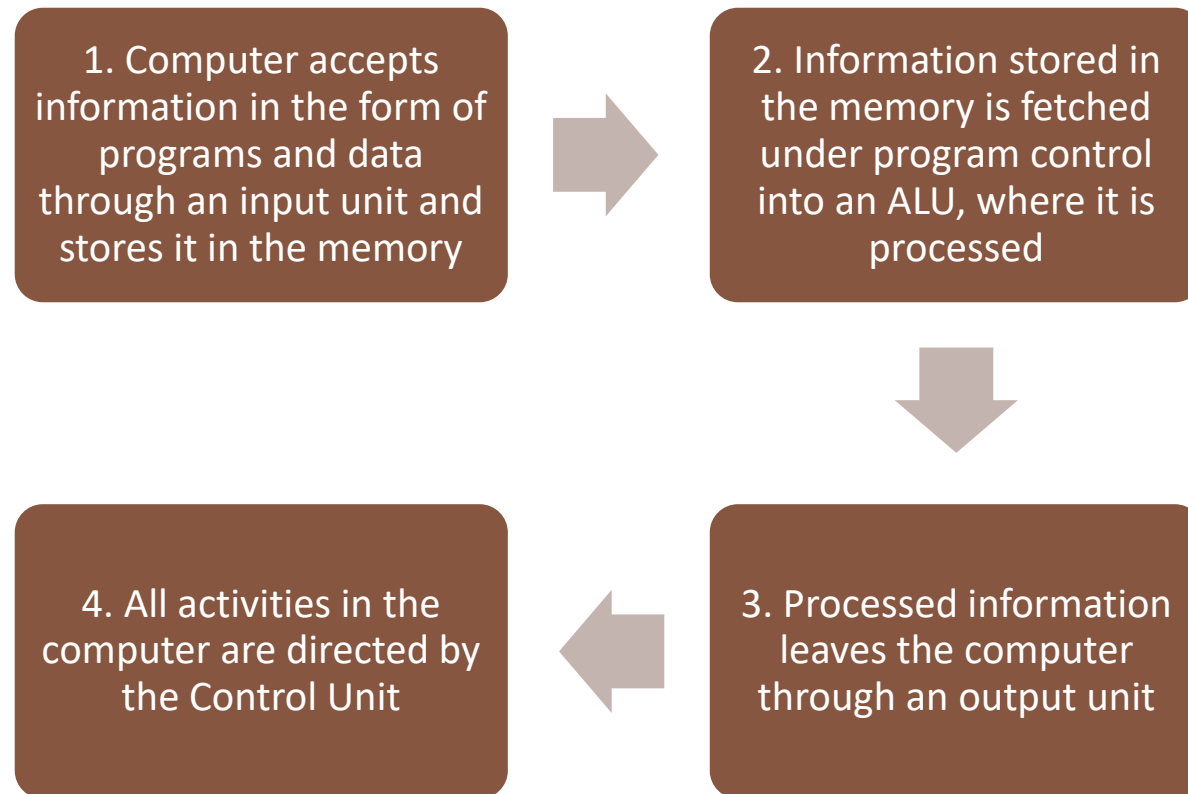 1. Computer accepts
information in the form of
programs and data
through an input unit and
stores it in the memory
2. Information stored in
the memory is fetched
under program control
into an ALU, where it is
processed
3. Processed information
leaves the computer
through an output unit
4. All activities in the
computer are directed by
the Control Unit